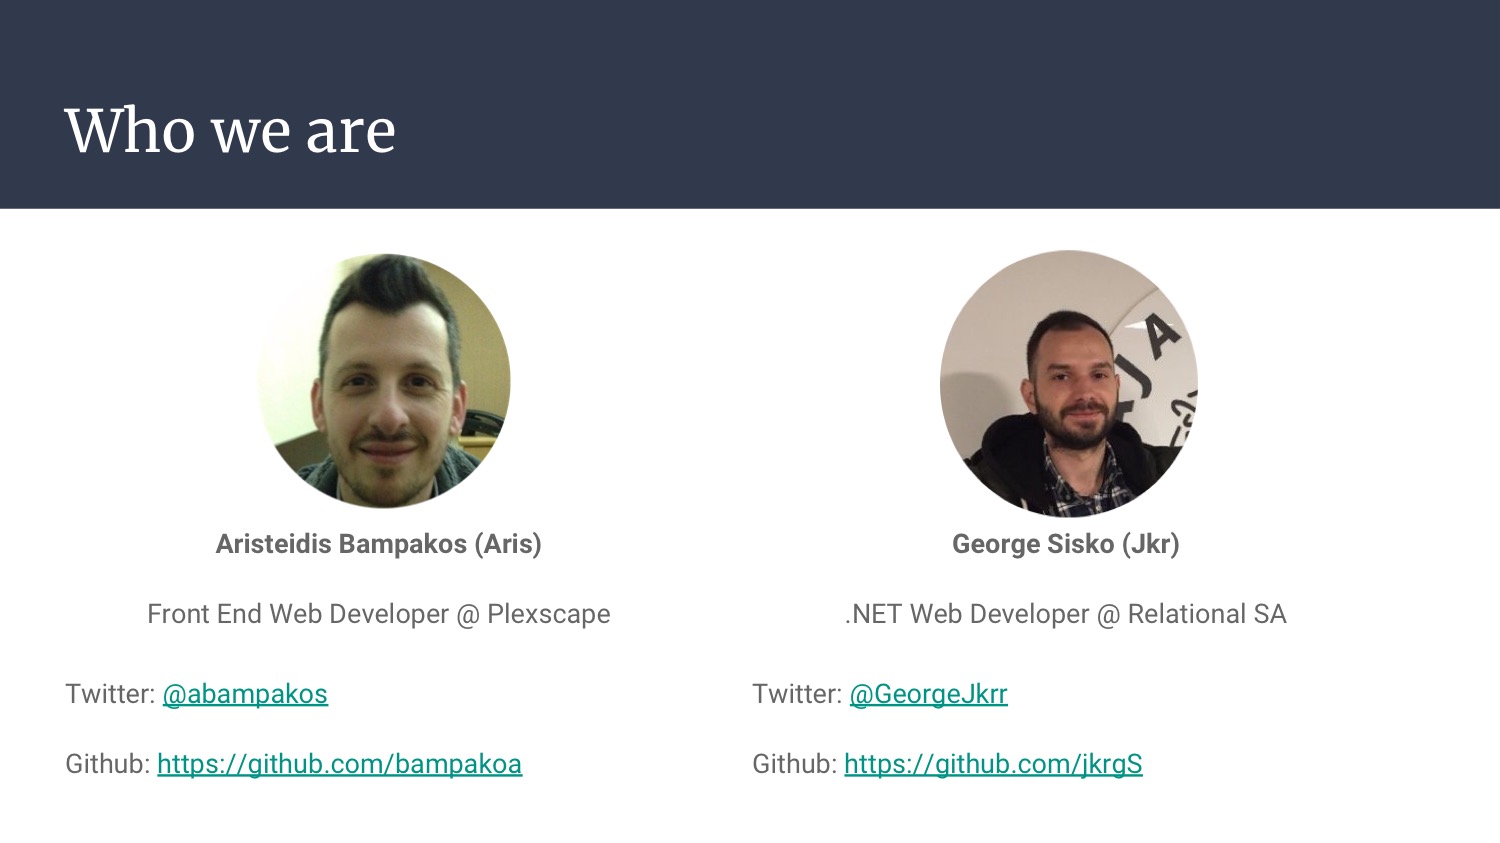 Who we are
JA
Aristeidis Bampakos (Aris)
Front End Web Developer @ Plexscape
Twitter: @abampakos
Github: https://github.com/bampakoa
George Sisko (Jkr)
.NET Web Developer @ Relational SA
Twitter: @GeorgeJkrr
Github: https://github.com/jkrgS